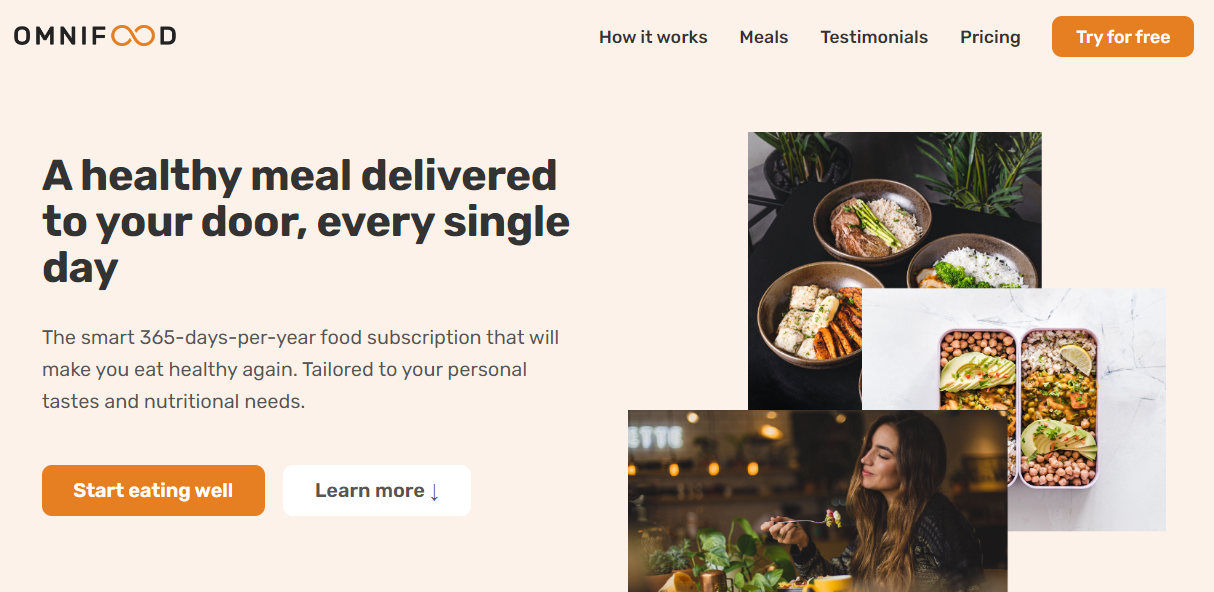 OMNIFOOD
How it works
Meals
Testimonials
Pricing
Try for free
A healthy meal delivered
to your door, every single
day
The smart 365-days-per-year food subscription that will
make you eat healthy again. Tailored to your personal
tastes and nutritional needs.
Start eating well
Learn more ↓